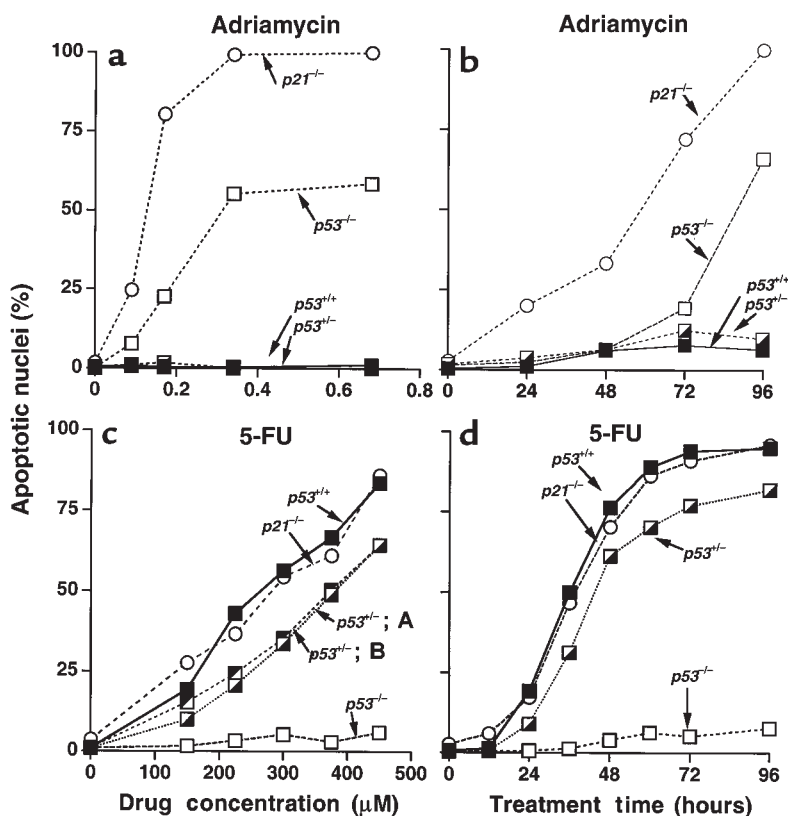 Adriamycin
Adriamycin
Apoptotic nuclei (%)
a
100
75
50
25
0
p21−/−
p53−/−
p53+/+
p53+/−
0 0.2 0.4 0.6 0.8
b
p21−/−
p53−/−
p53+/+
p53+/−
0 24 48 72 96
c
5-FU
100
75
50
25
0
p53+/+
p21−/−
p53+/−; A
p53+/−; B
p53−/−
0 100 200 300 400 500
Drug concentration (μM)
d
5-FU
p53+/+
p21−/−
p53+/−
p53−/−
0 24 48 72 96
Treatment time (hours)